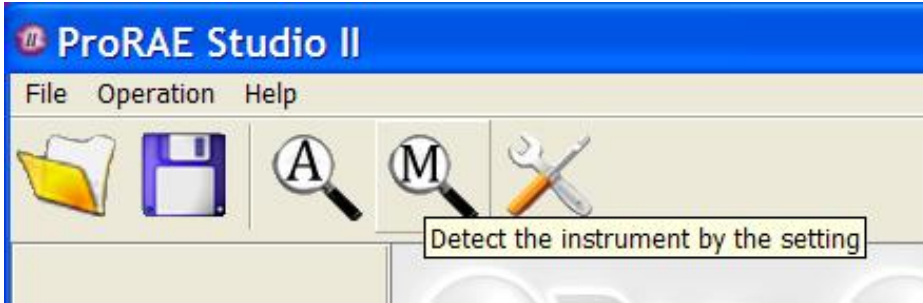 ProRAE Studio II
File Operation Help
A M
Detect the instrument by the setting